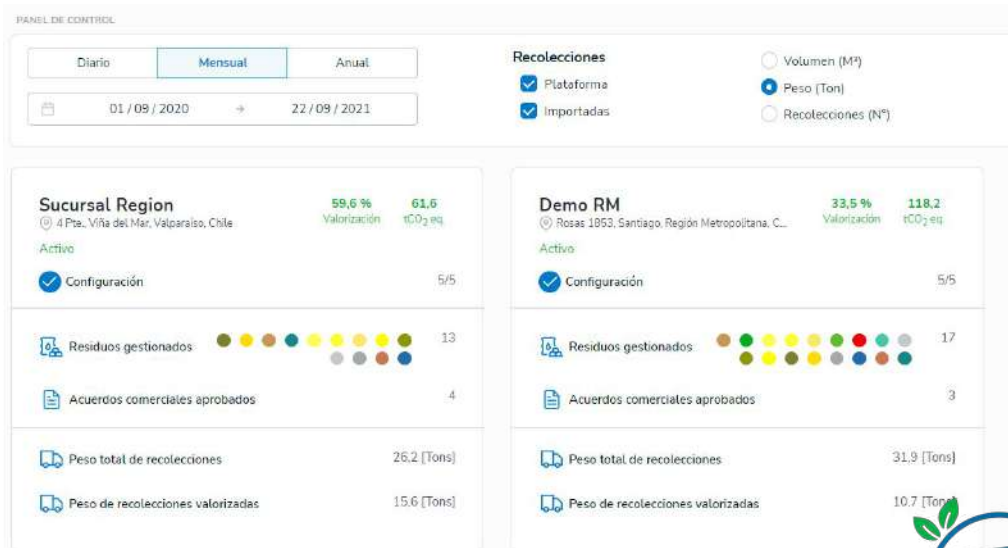 PANEL DE CONTROL
Diario Mensual Anual
01 / 09 / 2020 → 22 / 09 / 2021
Recolecciones
Plataforma
Importadas
Volumen (M³)
Peso (Ton)
Recolecciones (N°)
Sucursal Region
4 Pte., Viña del Mar, Valparaíso, Chile
59,6 % 61,6
Valorización tCO₂ eq.
Activo
Configuración 5/5
Residuos gestionados 13
Acuerdos comerciales aprobados 4
Peso total de recolecciones 26,2 [Tons]
Peso de recolecciones valorizadas 15,6 [Tons]
Demo RM
Rosas 1853, Santiago, Región Metropolitana, C...
33,5 % 118,2
Valorización tCO₂ eq.
Activo
Configuración 5/5
Residuos gestionados 17
Acuerdos comerciales aprobados 3
Peso total de recolecciones 31,9 [Tons]
Peso de recolecciones valorizadas 10,7 [Tons]